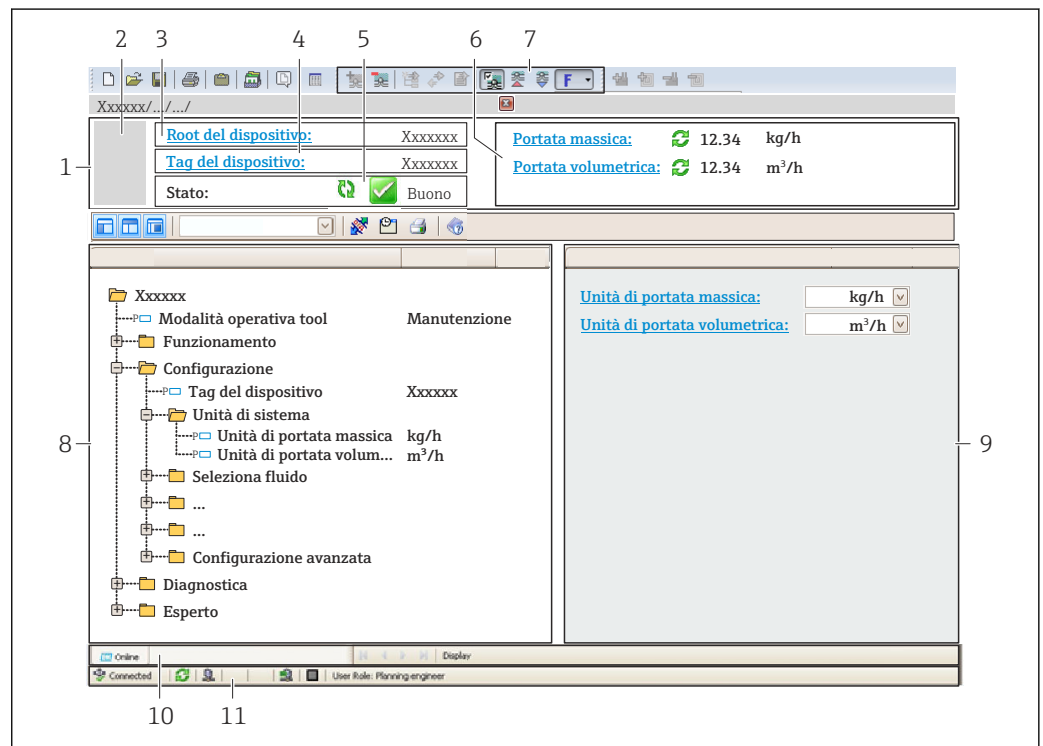 2 3 4 5 6 7
F
Xxxxxx/.../.../
1
Root del dispositivo: Xxxxxxx
Tag del dispositivo: Xxxxxxx
Stato: Buono
Portata massica: 12.34 kg/h
Portata volumetrica: 12.34 m³/h
Xxxxxx
P Modalità operativa tool Manutenzione
Funzionamento
Configurazione
P Tag del dispositivo Xxxxxx
Unità di sistema
P Unità di portata massica kg/h
P Unità di portata volum... m³/h
Seleziona fluido
...
...
Configurazione avanzata
Diagnostica
Esperto
8
Unità di portata massica: kg/h
Unità di portata volumetrica: m³/h
9
Online Display
Connected User Role: Planning engineer
10 11